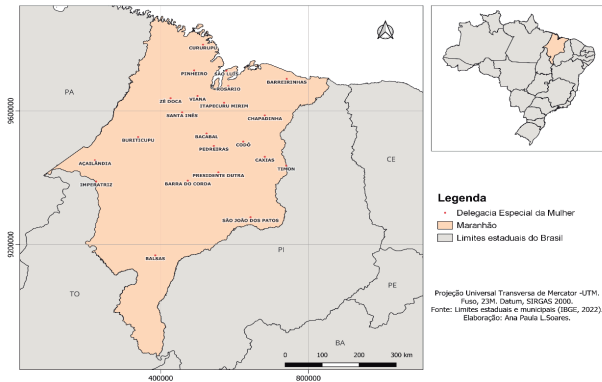 CURURUPU
PINHEIRO
SÃO LUÍS
BARREIRINHAS
ROSÁRIO
PA
ZÉ DOCA
VIANA
ITAPECURU MIRIM
SANTA INÊS
CHAPADINHA
9600000
BURITICUPU
BACABAL
PEDREIRAS
CODÓ
CE
AÇAILÂNDIA
CAXIAS
TIMON
PRESIDENTE DUTRA
IMPERATRIZ
BARRA DO CORDA
SÃO JOÃO DOS PATOS
9200000
PI
BALSAS
TO
PE
BA
0 100 200 300 km
400000 800000
Legenda
Delegacia Especial da Mulher
Maranhão
Limites estaduais do Brasil
Projeção Universal Transversa de Mercator -UTM.
Fuso, 23M. Datum, SIRGAS 2000.
Fonte: Limites estaduais e municipais (IBGE, 2022).
Elaboração: Ana Paula L.Soares.